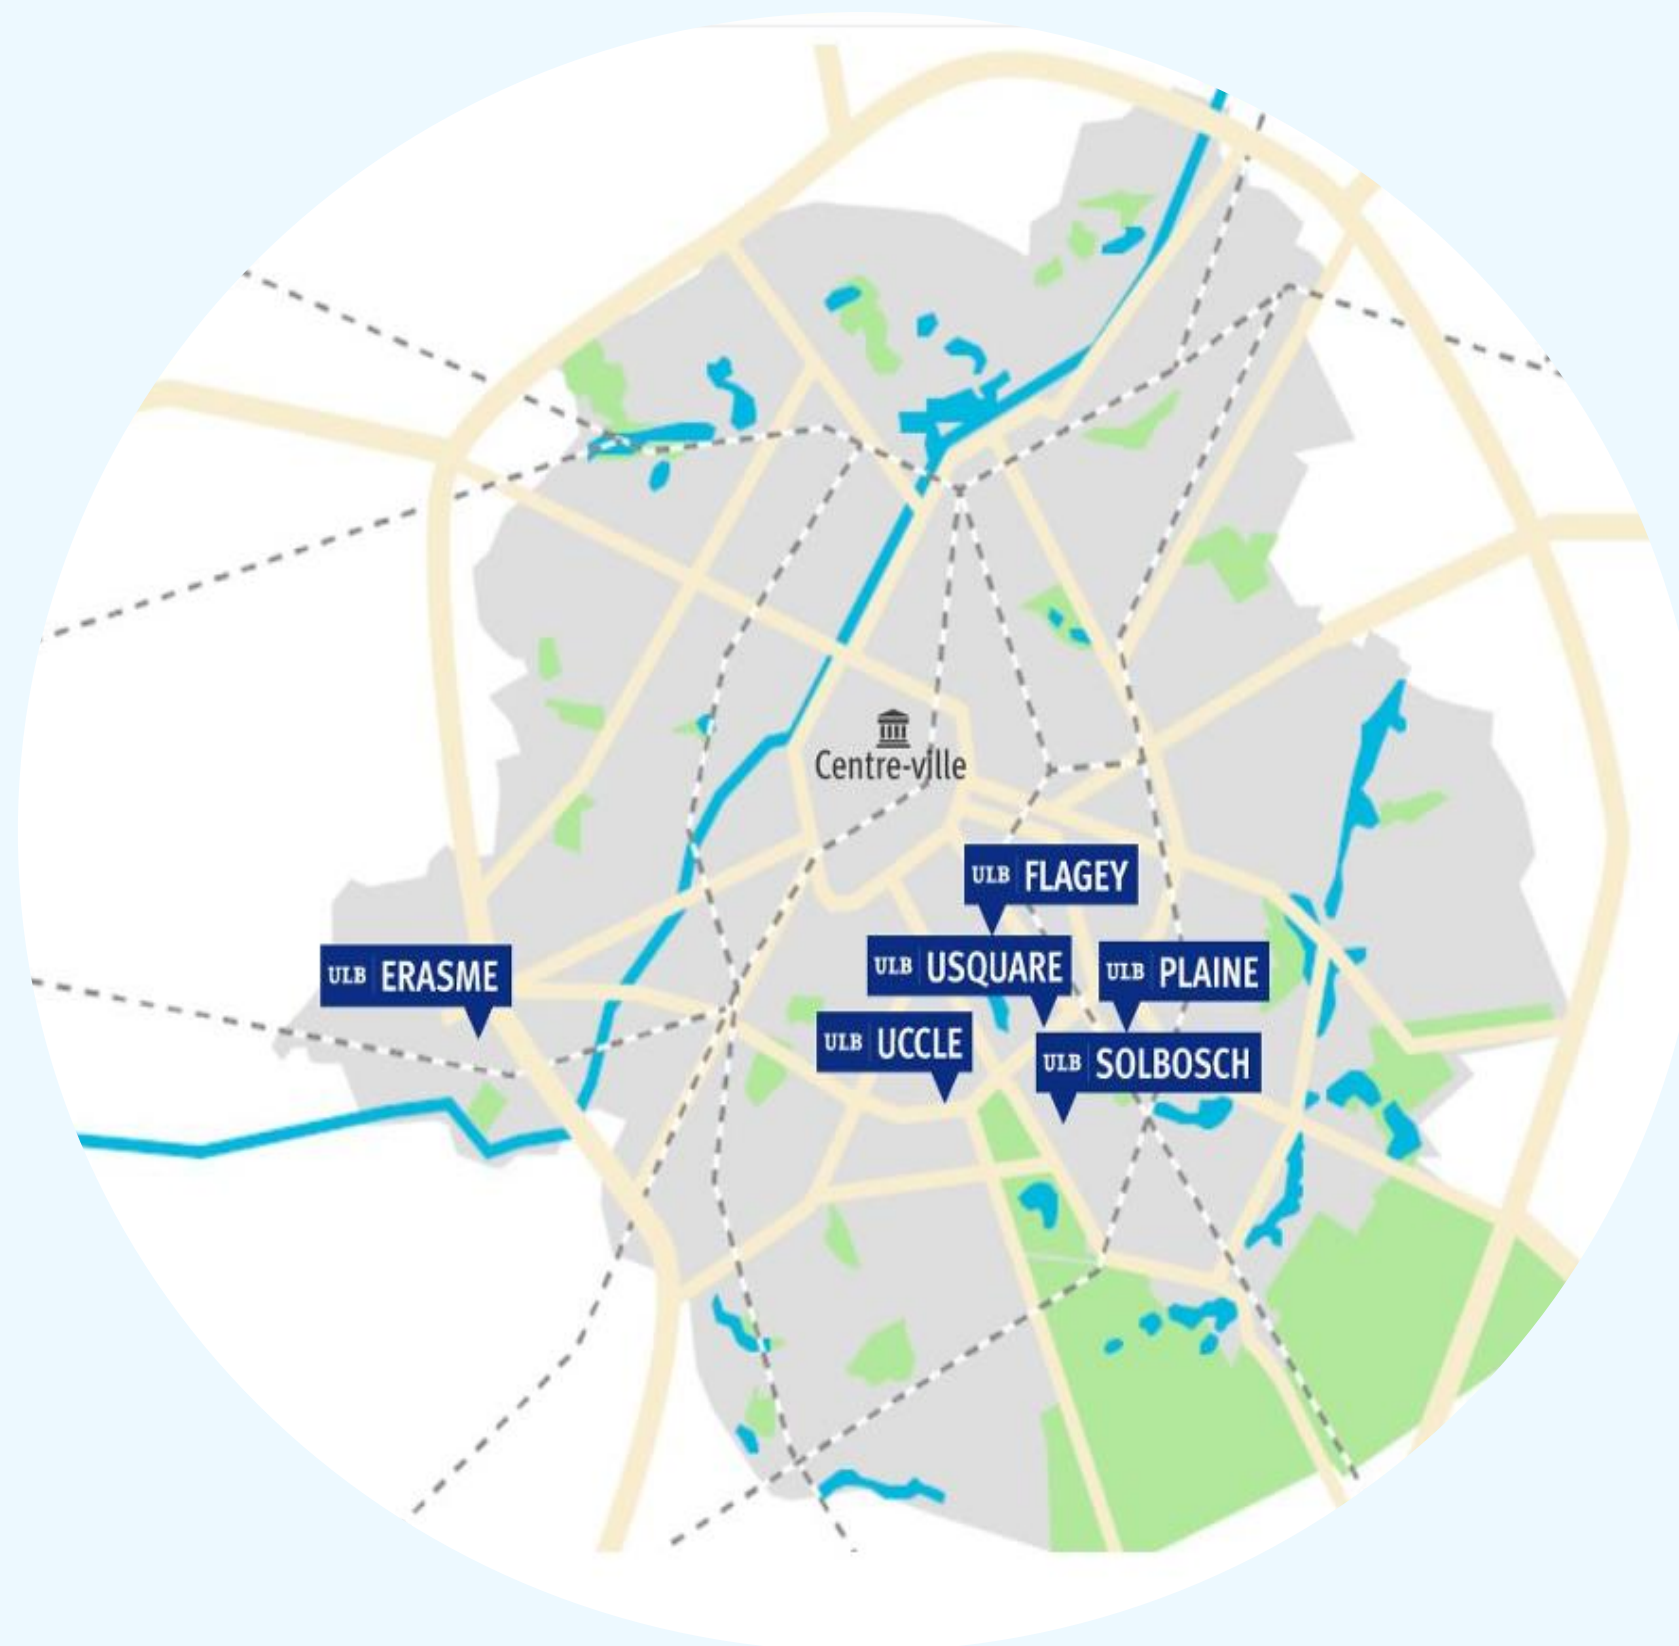 Centre-ville
ULB FLAGEY
ULB USQUARE
ULB PLAINE
ULB ERASME
ULB UCCLE
ULB SOLBOSCH